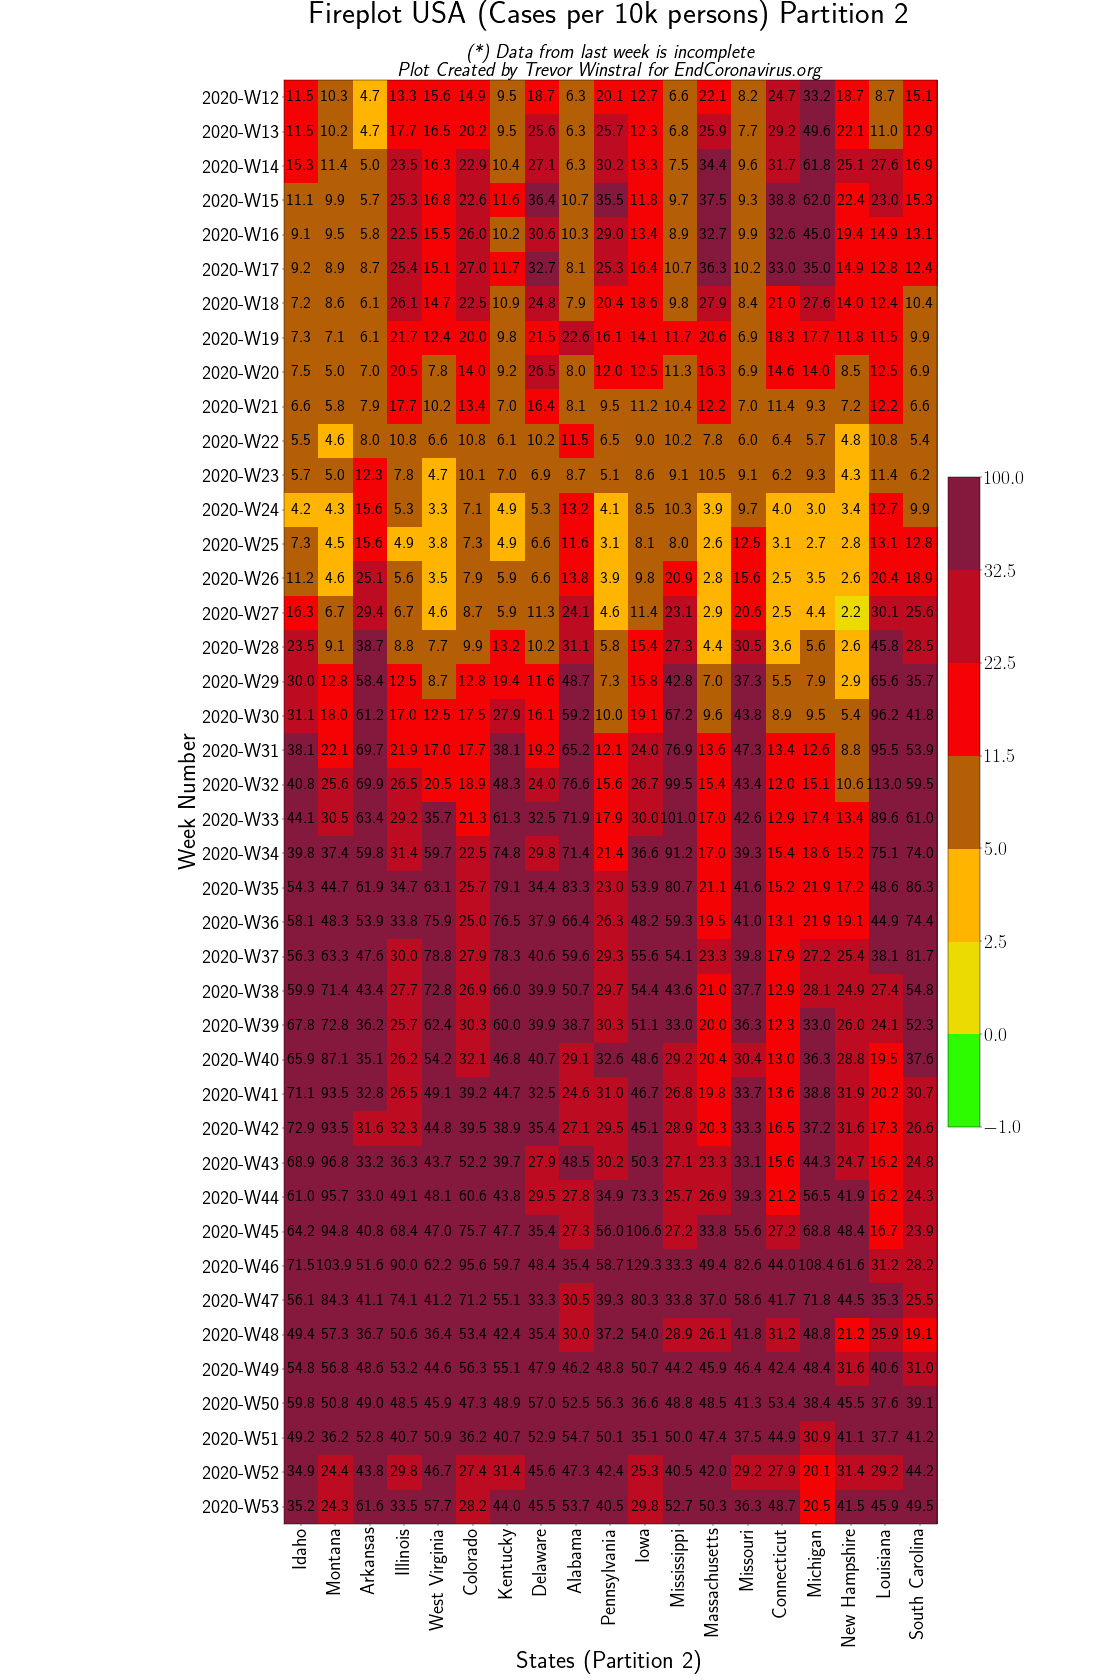 Fireplot USA (Cases per 10k persons) Partition 2
(*) Data from last week is incomplete
Plot Created by Trevor Winstral for EndCoronavirus.org
2020-W12 11.5 10.3 4.7 13.3 15.6 14.9 9.5 18.7 6.3 20.1 12.7 6.6 22.1 8.2 24.7 33.2 18.7 8.7 15.1
2020-W13 11.5 10.2 4.7 17.7 16.5 20.2 9.5 25.6 6.3 25.7 12.3 6.8 25.9 7.7 29.2 49.6 22.1 11.0 12.9
2020-W14 15.3 11.4 5.0 23.5 16.3 22.9 10.4 27.1 6.3 30.2 13.3 7.5 34.4 9.6 31.7 61.8 25.1 27.6 16.9
2020-W15 11.1 9.9 5.7 25.3 16.8 22.6 11.6 36.4 10.7 35.5 11.8 9.7 37.5 9.3 38.8 62.0 22.4 23.0 15.3
2020-W16 9.1 9.5 5.8 22.5 15.5 26.0 10.2 30.6 10.3 29.0 13.4 8.9 32.7 9.9 32.6 45.0 19.4 14.9 13.1
2020-W17 9.2 8.9 8.7 25.4 15.1 27.0 11.7 32.7 8.1 25.3 16.4 10.7 36.3 10.2 33.0 35.0 14.9 12.8 12.4
2020-W18 7.2 8.6 6.1 26.1 14.7 22.5 10.9 24.8 7.9 20.4 18.6 9.8 27.9 8.4 21.0 27.6 14.0 12.4 10.4
2020-W19 7.3 7.1 6.1 21.7 12.4 20.0 9.8 21.5 22.6 16.1 14.1 11.7 20.6 6.9 18.3 17.7 11.8 11.5 9.9
2020-W20 7.5 5.0 7.0 20.5 7.8 14.0 9.2 26.5 8.0 12.0 12.5 11.3 16.3 6.9 14.6 14.0 8.5 12.5 6.9
2020-W21 6.6 5.8 7.9 17.7 10.2 13.4 7.0 16.4 8.1 9.5 11.2 10.4 12.2 7.0 11.4 9.3 7.2 12.2 6.6
2020-W22 5.5 4.6 8.0 10.8 6.6 10.8 6.1 10.2 11.5 6.5 9.0 10.2 7.8 6.0 6.4 5.7 4.8 10.8 5.4
2020-W23 5.7 5.0 12.3 7.8 4.7 10.1 7.0 6.9 8.7 5.1 8.6 9.1 10.5 9.1 6.2 9.3 4.3 11.4 6.2
2020-W24 4.2 4.3 15.6 5.3 3.3 7.1 4.9 5.3 13.2 4.1 8.5 10.3 3.9 9.7 4.0 3.0 3.4 12.7 9.9
2020-W25 7.3 4.5 15.6 4.9 3.8 7.3 4.9 6.6 11.6 3.1 8.1 8.0 2.6 12.5 3.1 2.7 2.8 13.1 12.8
2020-W26 11.2 4.6 25.1 5.6 3.5 7.9 5.9 6.6 13.8 3.9 9.8 20.9 2.8 15.6 2.5 3.5 2.6 20.4 18.9
2020-W27 16.3 6.7 29.4 6.7 4.6 8.7 5.9 11.3 24.1 4.6 11.4 23.1 2.9 20.6 2.5 4.4 2.2 30.1 25.6
2020-W28 23.5 9.1 38.7 8.8 7.7 9.9 13.2 10.2 31.1 5.8 15.4 27.3 4.4 30.5 3.6 5.6 2.6 45.8 28.5
2020-W29 30.0 12.8 58.4 12.5 8.7 12.8 19.4 11.6 48.7 7.3 15.8 42.8 7.0 37.3 5.5 7.9 2.9 65.6 35.7
2020-W30 31.1 18.0 61.2 17.0 12.5 17.5 27.9 16.1 59.2 10.0 19.1 67.2 9.6 43.8 8.9 9.5 5.4 96.2 41.8
2020-W31 38.1 22.1 69.7 21.9 17.0 17.7 38.1 19.2 65.2 12.1 24.0 76.9 13.6 47.3 13.4 12.6 8.8 95.5 53.9
2020-W32 40.8 25.6 69.9 26.5 20.5 18.9 48.3 24.0 76.6 15.6 26.7 99.5 15.4 43.4 12.0 15.1 10.6 113.0 59.5
2020-W33 44.1 30.5 63.4 29.2 35.7 21.3 61.3 32.5 71.9 17.9 30.0 101.0 17.0 42.6 12.9 17.4 13.4 89.6 61.0
2020-W34 39.8 37.4 59.8 31.4 59.7 22.5 74.8 29.8 71.4 21.4 36.6 91.2 17.0 39.3 15.4 18.6 15.2 75.1 74.0
2020-W35 54.3 44.7 61.9 34.7 63.1 25.7 79.1 34.4 83.3 23.0 53.9 80.7 21.1 41.6 15.2 21.9 17.2 48.6 86.3
2020-W36 58.1 48.3 53.9 33.8 75.9 25.0 76.5 37.9 66.4 26.3 48.2 59.3 19.5 41.0 13.1 21.9 19.1 44.9 74.4
2020-W37 56.3 63.3 47.6 30.0 78.8 27.9 78.3 40.6 59.6 29.3 55.6 54.1 23.3 39.8 17.9 27.2 25.4 38.1 81.7
2020-W38 59.9 71.4 43.4 27.7 72.8 26.9 66.0 39.9 50.7 29.7 54.4 43.6 21.0 37.7 12.9 28.1 24.9 27.4 54.8
2020-W39 67.8 72.8 36.2 25.7 62.4 30.3 60.0 39.9 38.7 30.3 51.1 33.0 20.0 36.3 12.3 33.0 26.0 24.1 52.3
2020-W40 65.9 87.1 35.1 26.2 54.2 32.1 46.8 40.7 29.1 32.6 48.6 29.2 20.4 30.4 13.0 36.3 28.8 19.5 37.6
2020-W41 71.1 93.5 32.8 26.5 49.1 39.2 44.7 32.5 24.6 31.0 46.7 26.8 19.8 33.7 13.6 38.8 31.9 20.2 30.7
2020-W42 72.9 93.5 31.6 32.3 44.8 39.5 38.9 35.4 27.1 29.5 45.1 28.9 20.3 33.3 16.5 37.2 31.6 17.3 26.6
2020-W43 68.9 96.8 33.2 36.3 43.7 52.2 39.7 27.9 48.5 30.2 50.3 27.1 23.3 33.1 15.6 44.3 24.7 16.2 24.8
2020-W44 61.0 95.7 33.0 49.1 48.1 60.6 43.8 29.5 27.8 34.9 73.3 25.7 26.9 39.3 21.2 56.5 41.9 16.2 24.3
2020-W45 64.2 94.8 40.8 68.4 47.0 75.7 47.7 35.4 27.3 56.0 106.6 27.2 33.8 55.6 27.2 68.8 48.4 16.7 23.9
2020-W46 71.5 103.9 51.6 90.0 62.2 95.6 59.7 48.4 35.4 58.7 129.3 33.3 49.4 82.6 44.0 108.4 61.6 31.2 28.2
2020-W47 56.1 84.3 41.1 74.1 41.2 71.2 55.1 33.3 30.5 39.3 80.3 33.8 37.0 58.6 41.7 71.8 44.5 35.3 25.5
2020-W48 49.4 57.3 36.7 50.6 36.4 53.4 42.4 35.4 30.0 37.2 54.0 28.9 26.1 41.8 31.2 48.8 21.2 25.9 19.1
2020-W49 54.8 56.8 48.6 53.2 44.6 56.3 55.1 47.9 46.2 48.8 50.7 44.2 45.9 46.4 42.4 48.4 31.6 40.6 31.0
2020-W50 59.8 50.8 49.0 48.5 45.9 47.3 48.9 57.0 52.5 56.3 36.6 48.8 48.5 41.3 53.4 38.4 45.5 37.6 39.1
2020-W51 49.2 36.2 52.8 40.7 50.9 36.2 40.7 52.9 54.7 50.1 35.1 50.0 47.4 37.5 44.9 30.9 41.1 37.7 41.2
2020-W52 34.9 24.4 43.8 29.8 46.7 27.4 31.4 45.6 47.3 42.4 25.3 40.5 42.0 29.2 27.9 20.1 31.4 29.2 44.2
2020-W53 35.2 24.3 61.6 33.5 57.7 28.2 44.0 45.5 53.7 40.5 29.8 52.7 50.3 36.3 48.7 20.5 41.5 45.9 49.5
Week Number
Idaho
Montana
Arkansas
Illinois
West Virginia
Colorado
Kentucky
Delaware
Alabama
Pennsylvania
Iowa
Mississippi
Massachusetts
Missouri
Connecticut
Michigan
New Hampshire
Louisiana
South Carolina
States (Partition 2)
100.0
32.5
22.5
11.5
5.0
2.5
0.0
−1.0